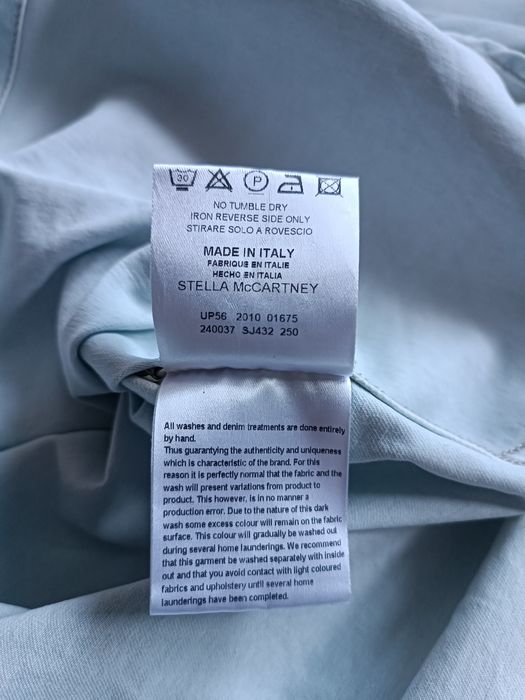 30
P
NO TUMBLE DRY
IRON REVERSE SIDE ONLY
STIRARE SOLO A ROVESCIO
MADE IN ITALY
FABRIQUE EN ITALIE
HECHO EN ITALIA
STELLA McCARTNEY
UP56 2010 01675
240037 SJ432 250
All washes and denim treatments are done entirely
by hand.
Thus guarantying the authenticity and uniqueness
which is characteristic of the brand. For this
reason it is perfectly normal that the fabric and the
wash will present variations from product to
product. This however, is in no manner a
production error. Due to the nature of this dark
wash some excess colour will remain on the fabric
surface. This colour will gradually be washed out
during several home launderings. We recommend
that this garment be washed separately with inside
out and that you avoid contact with light coloured
fabrics and upholstery until several home
launderings have been completed.